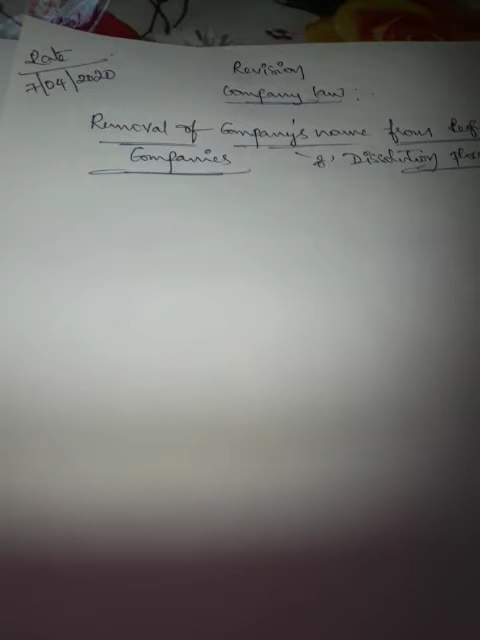 Date
7/04/2020
Revision
Company law :-
Removal of Company's name from
Companies & Dissolution